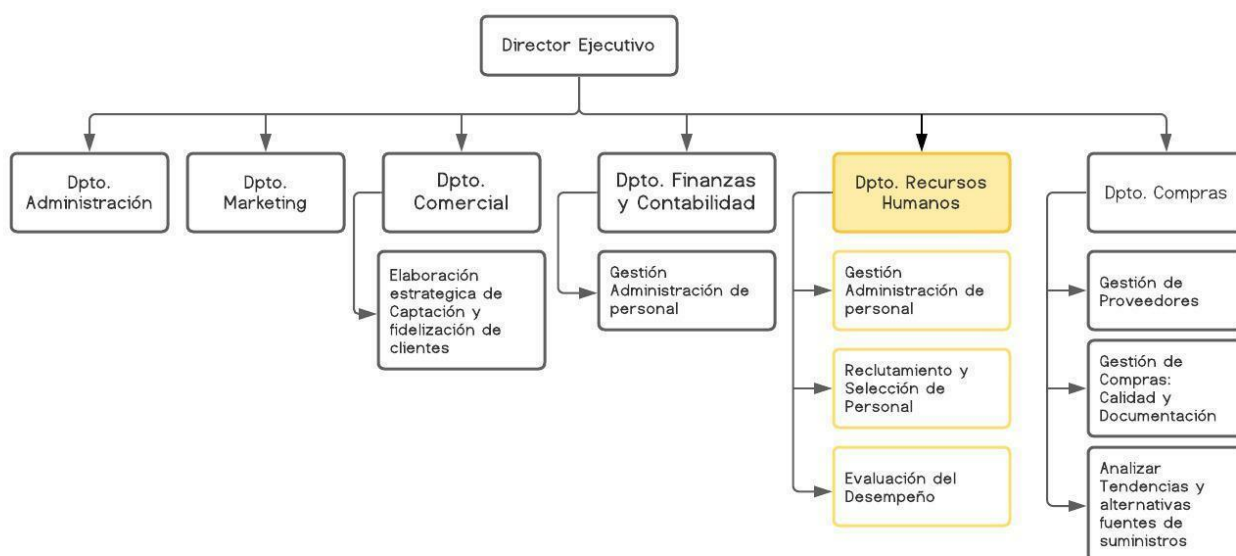 Director Ejecutivo
Dpto.
Administración
Dpto.
Marketing
Dpto.
Comercial
Dpto. Finanzas
y Contabilidad
Dpto. Recursos
Humanos
Dpto. Compras
Elaboración
estrategica de
Captación y
fidelización de
clientes
Gestión
Administración de
personal
Gestión
Administración de
personal
Reclutamiento y
Selección de
Personal
Evaluación del
Desempeño
Gestión de
Proveedores
Gestión de
Compras:
Calidad y
Documentación
Analizar
Tendencias y
alternativas
fuentes de
suministros